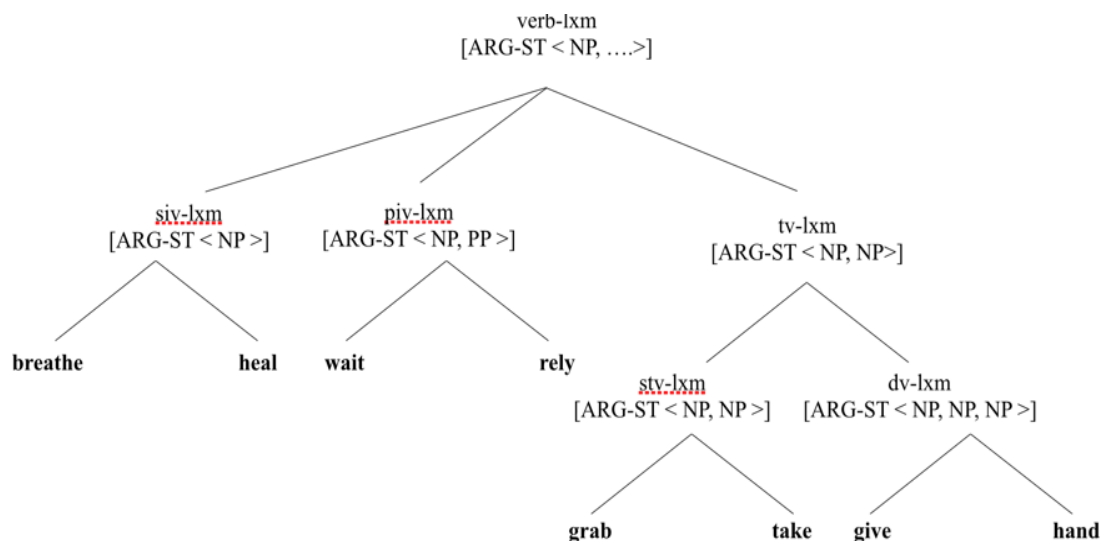 verb-lxm
[ARG-ST < NP, ….>]
siv-lxm
[ARG-ST < NP >]
piv-lxm
[ARG-ST < NP, PP >]
tv-lxm
[ARG-ST < NP, NP>]
breathe
heal
wait
rely
stv-lxm
[ARG-ST < NP, NP >]
dv-lxm
[ARG-ST < NP, NP, NP >]
grab
take
give
hand